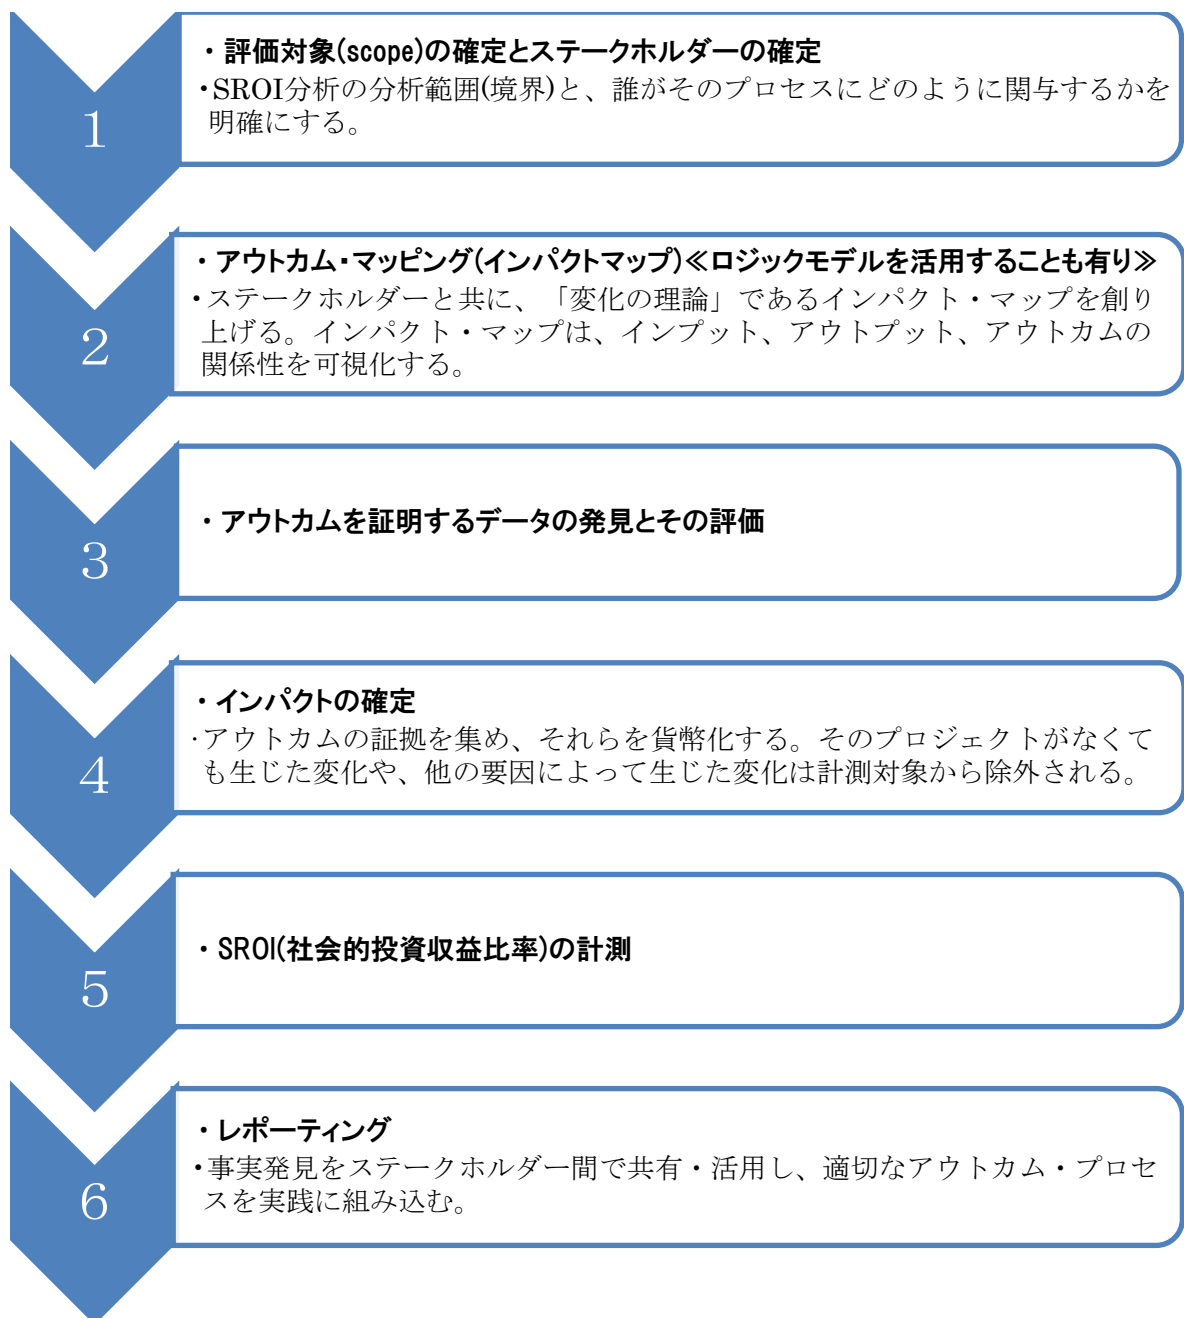 1
・評価対象(scope)の確定とステークホルダーの確定
・SROI分析の分析範囲(境界)と、誰がそのプロセスにどのように関与するかを
明確にする。
2
・アウトカム・マッピング(インパクトマップ)≪ロジックモデルを活用することも有り≫
・ステークホルダーと共に、「変化の理論」であるインパクト・マップを創り
上げる。インパクト・マップは、インプット、アウトプット、アウトカムの
関係性を可視化する。
3
・アウトカムを証明するデータの発見とその評価
4
・インパクトの確定
・アウトカムの証拠を集め、それらを貨幣化する。そのプロジェクトがなくて
も生じた変化や、他の要因によって生じた変化は計測対象から除外される。
5
・SROI(社会的投資収益比率)の計測
6
・レポーティング
・事実発見をステークホルダー間で共有・活用し、適切なアウトカム・プロセ
スを実践に組み込む。